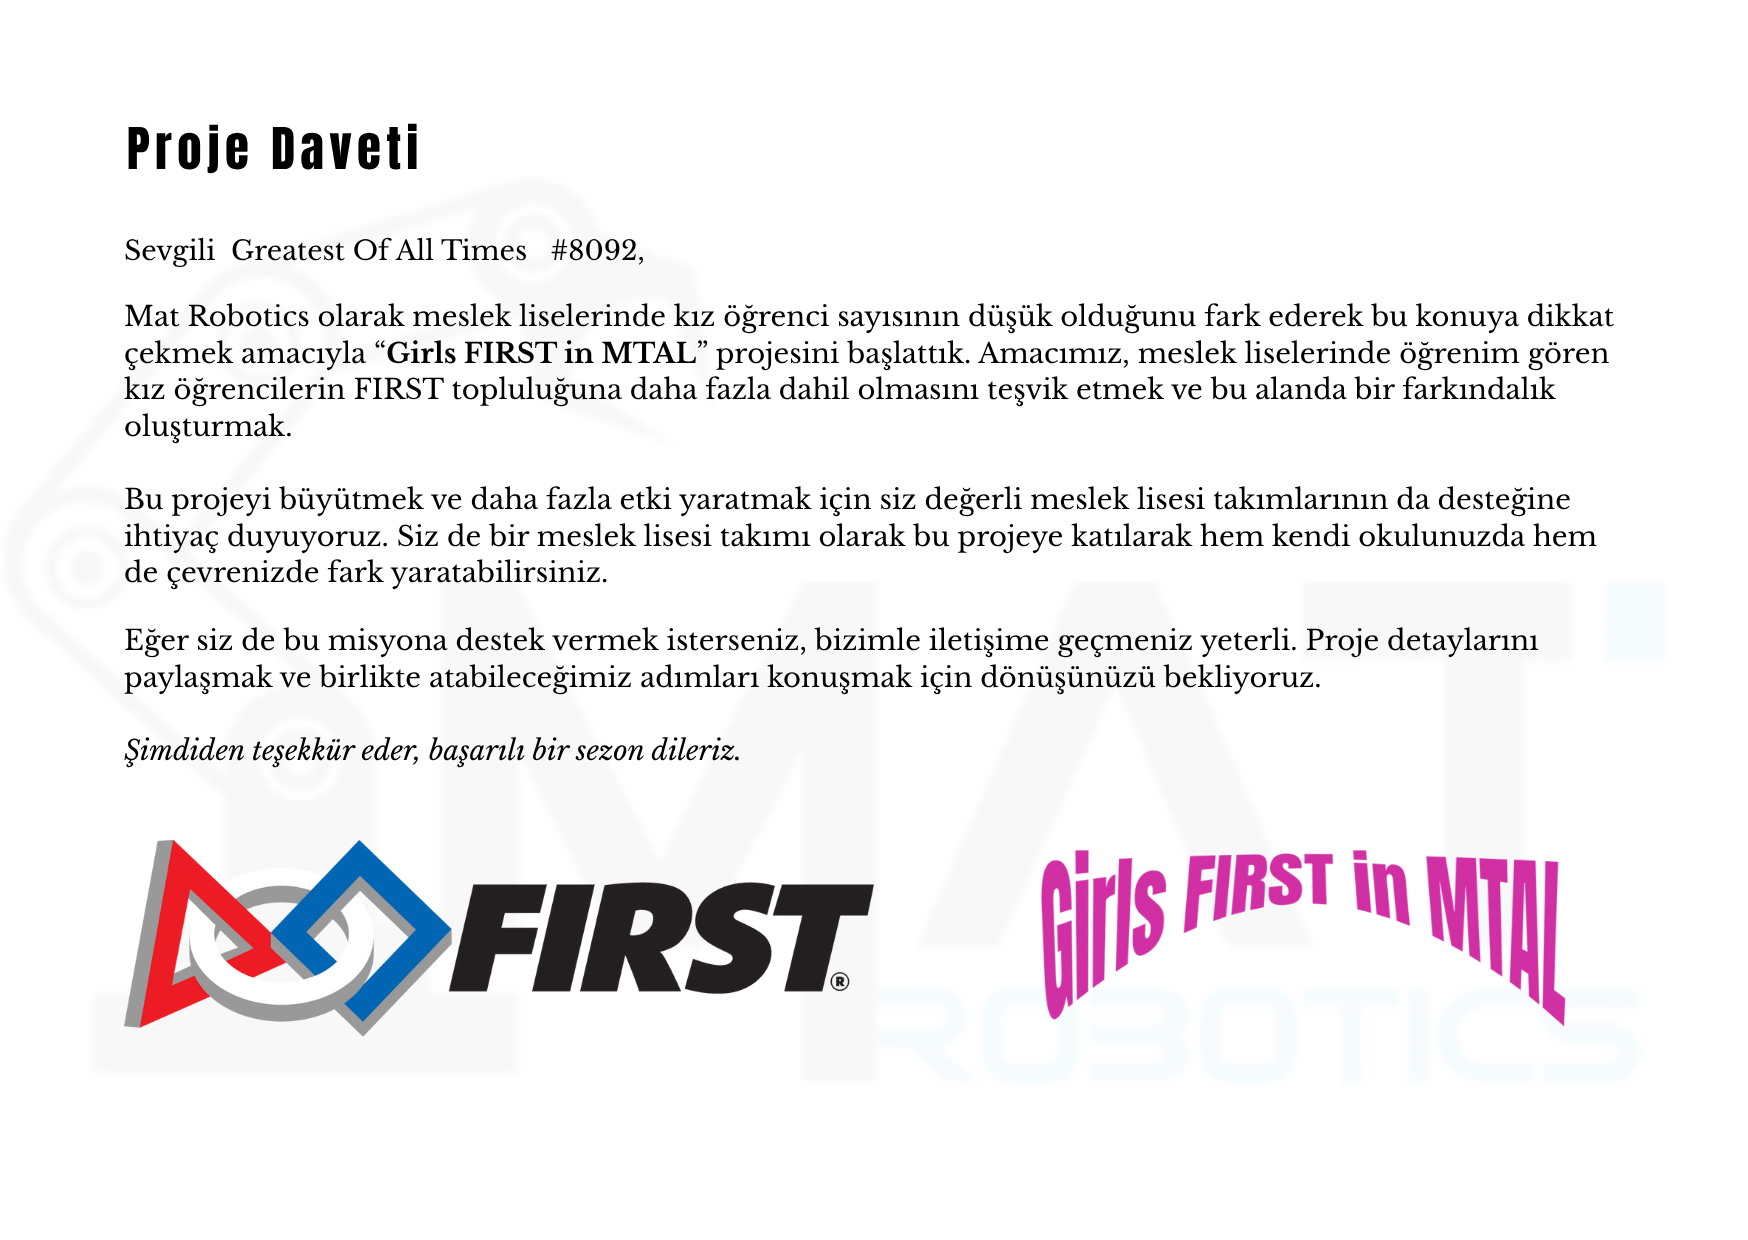 Proje Daveti
Sevgili  Greatest Of All Times   #8092,
Mat Robotics olarak meslek liselerinde kız öğrenci sayısının düşük olduğunu fark ederek bu konuya dikkat
çekmek amacıyla “Girls FIRST in MTAL” projesini başlattık. Amacımız, meslek liselerinde öğrenim gören
kız öğrencilerin FIRST topluluğuna daha fazla dahil olmasını teşvik etmek ve bu alanda bir farkındalık
oluşturmak.
Bu projeyi büyütmek ve daha fazla etki yaratmak için siz değerli meslek lisesi takımlarının da desteğine
ihtiyaç duyuyoruz. Siz de bir meslek lisesi takımı olarak bu projeye katılarak hem kendi okulunuzda hem
de çevrenizde fark yaratabilirsiniz.
Eğer siz de bu misyona destek vermek isterseniz, bizimle iletişime geçmeniz yeterli. Proje detaylarını
paylaşmak ve birlikte atabileceğimiz adımları konuşmak için dönüşünüzü bekliyoruz.
Şimdiden teşekkür eder, başarılı bir sezon dileriz.
FIRST®
Girls FIRST in MTAL
MAT
ROBOTICS